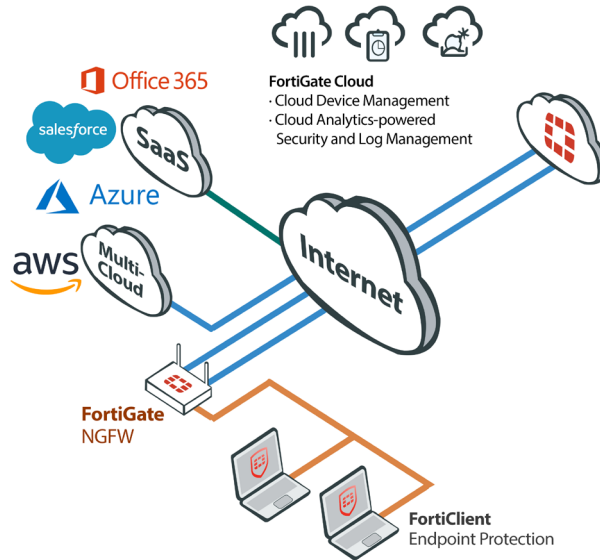 FortiGate Cloud
· Cloud Device Management
· Cloud Analytics-powered
Security and Log Management
Office 365
salesforce
SaaS
Azure
aws
Multi-
Cloud
Internet
FortiGate
NGFW
FortiClient
Endpoint Protection